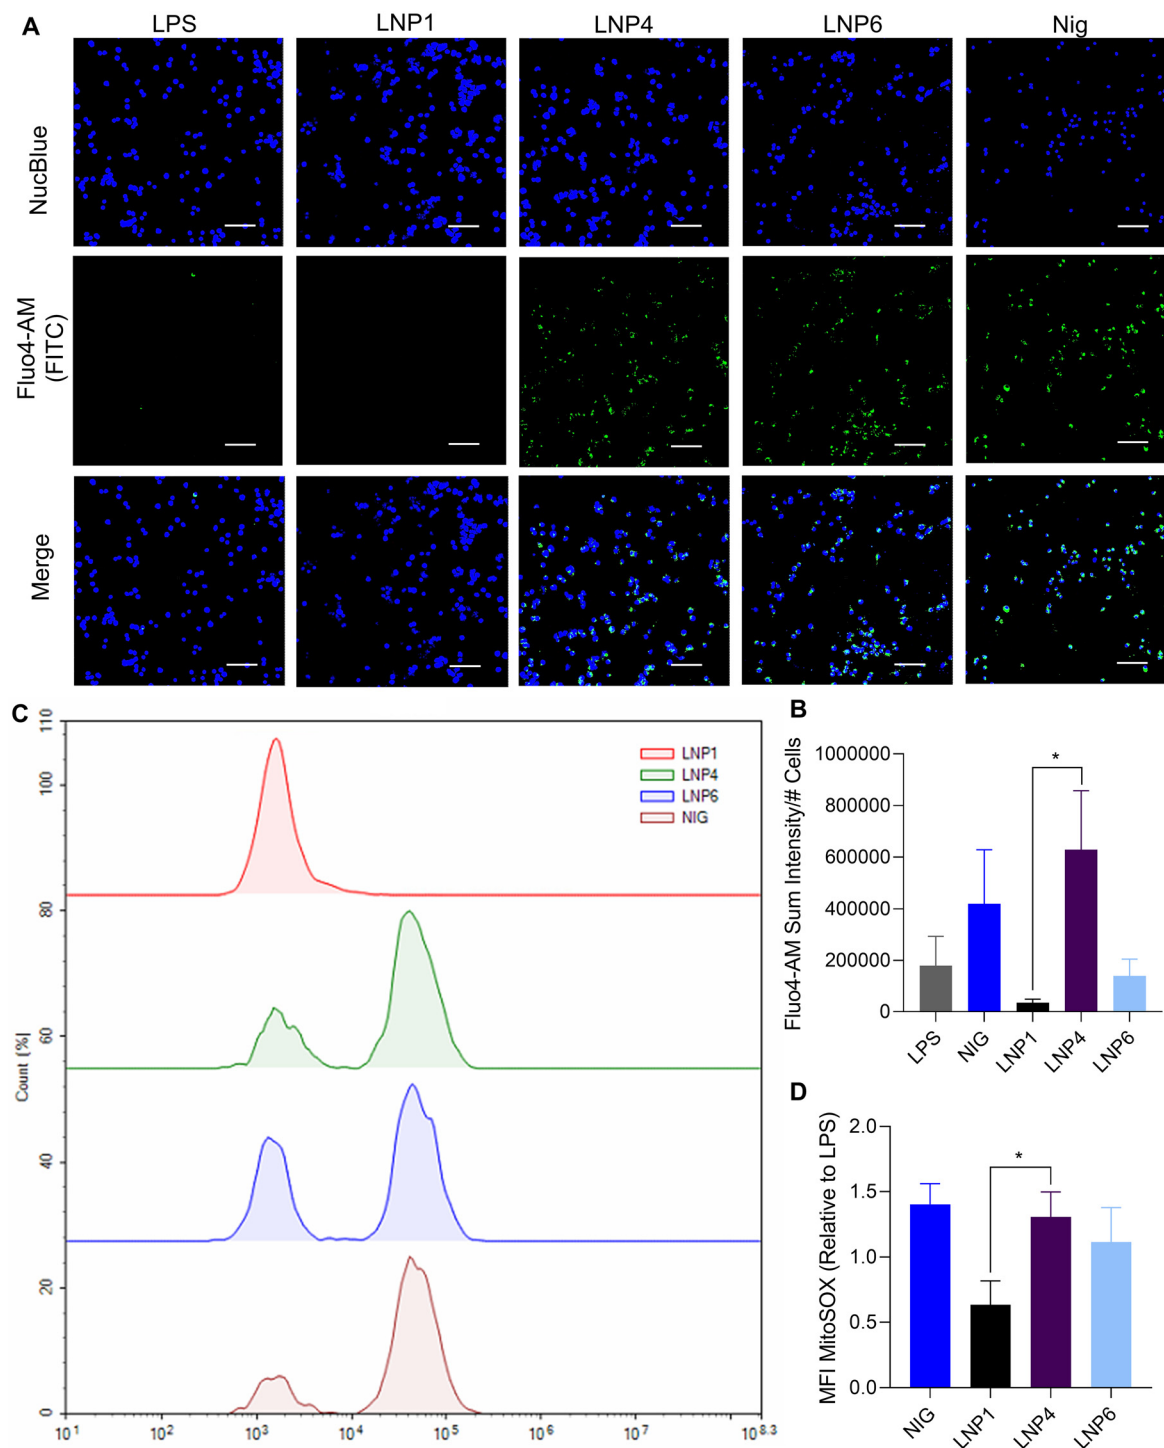 A
LPS
LNP1
LNP4
LNP6
Nig
NucBlue
Fluo4-AM
(FITC)
Merge
C
110
100
80
60
40
20
0
Count [%]
LNP1
LNP4
LNP6
NIG
10^1
10^2
10^3
10^4
10^5
10^6
10^7
10^8.3
B
Fluo4-AM Sum Intensity/# Cells
1000000
800000
600000
400000
200000
0
*
LPS
NIG
LNP1
LNP4
LNP6
D
MFI MitoSOX (Relative to LPS)
2.0
1.5
1.0
0.5
0.0
*
NIG
LNP1
LNP4
LNP6